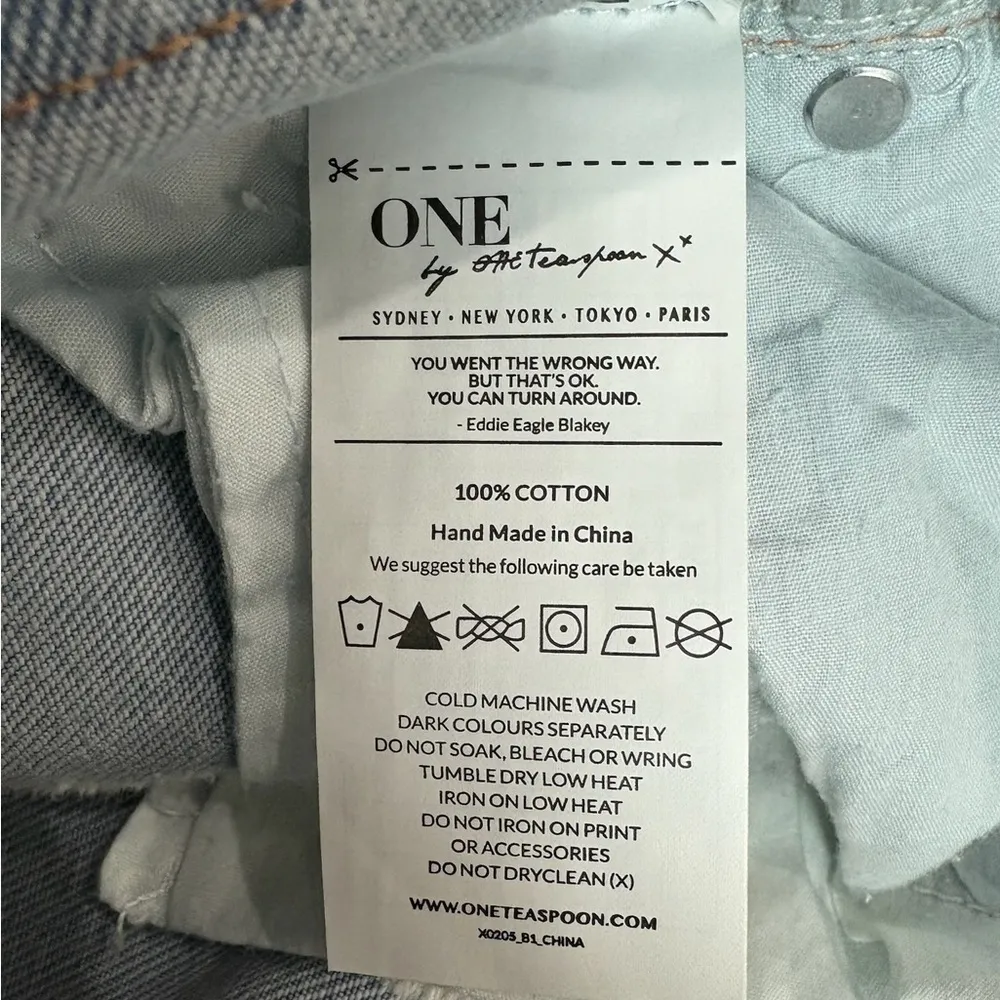 ONE
by ONE teaspoon xx
SYDNEY • NEW YORK • TOKYO • PARIS
YOU WENT THE WRONG WAY.
BUT THAT'S OK.
YOU CAN TURN AROUND.
- Eddie Eagle Blakey
100% COTTON
Hand Made in China
We suggest the following care be taken
COLD MACHINE WASH
DARK COLOURS SEPARATELY
DO NOT SOAK, BLEACH OR WRING
TUMBLE DRY LOW HEAT
IRON ON LOW HEAT
DO NOT IRON ON PRINT
OR ACCESSORIES
DO NOT DRYCLEAN (X)
WWW.ONETEASPOON.COM
X0205_B1_CHINA